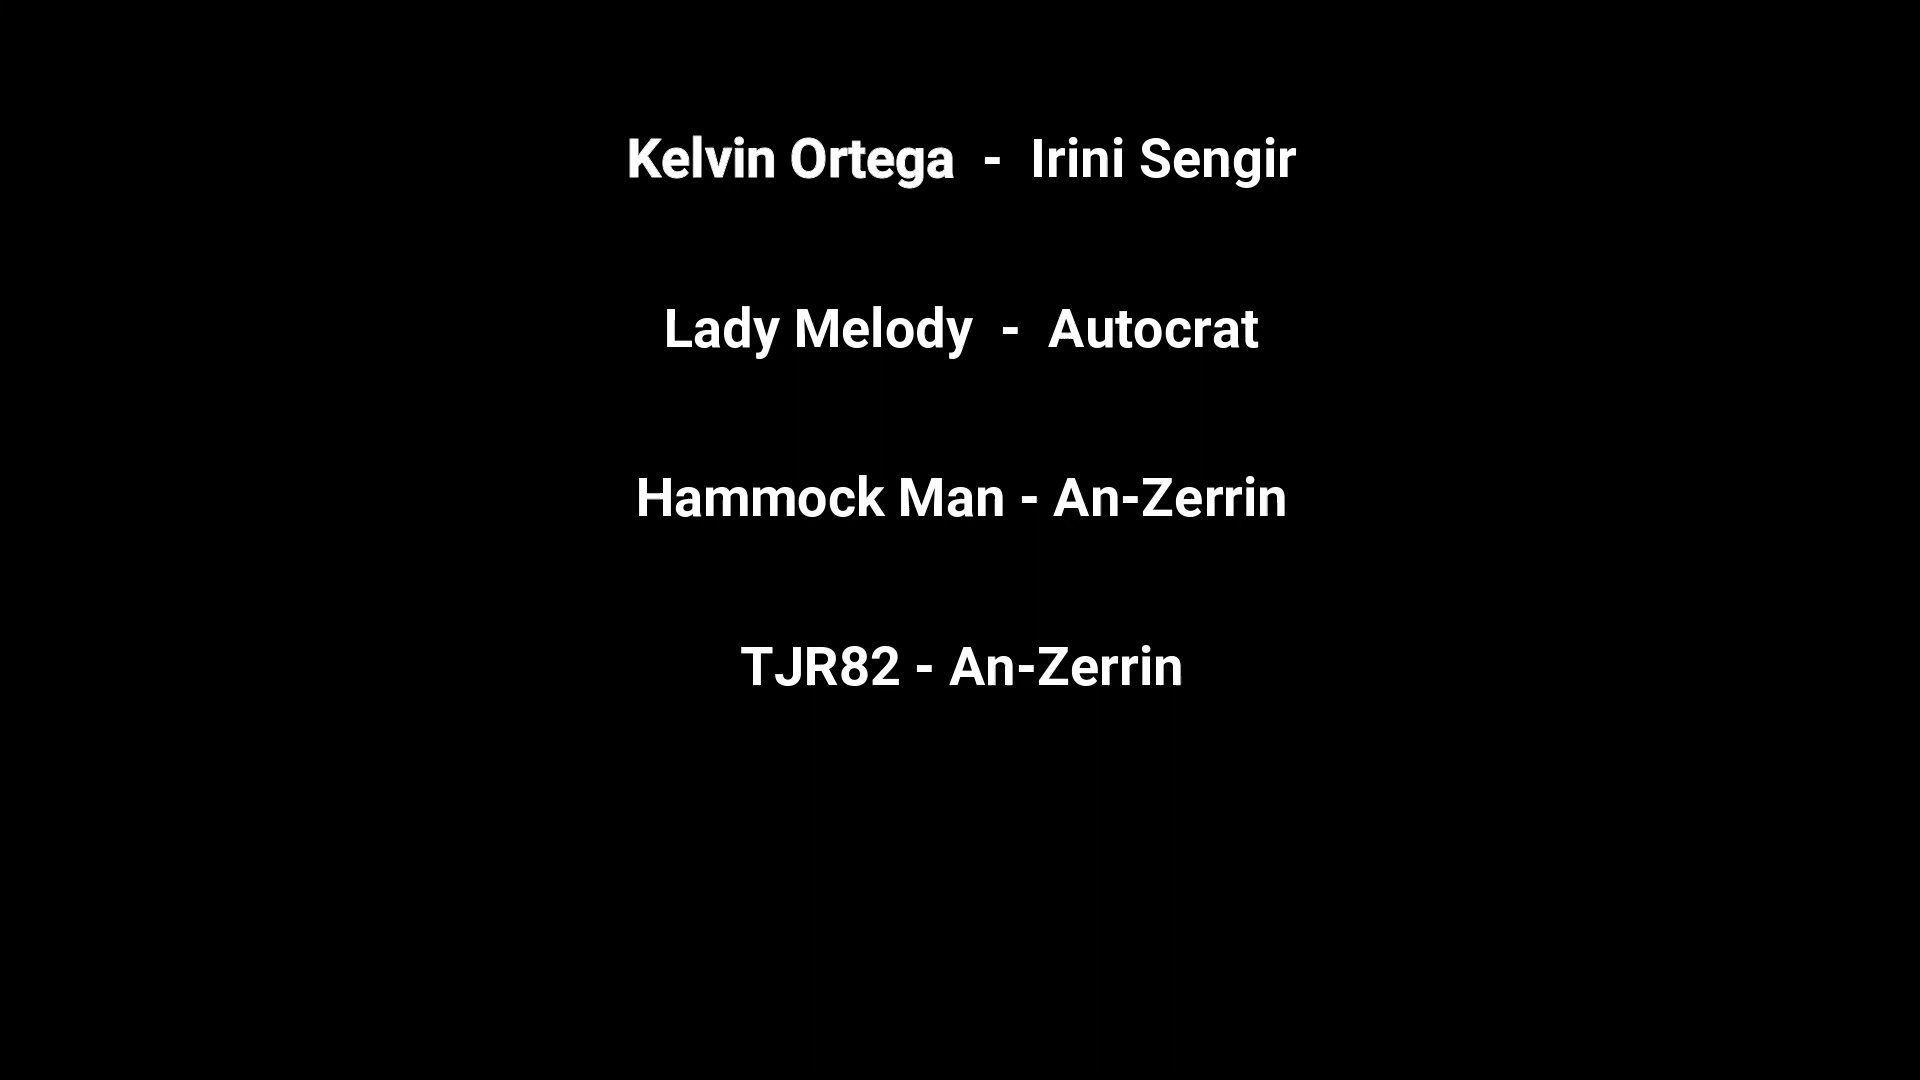 Kelvin Ortega  -  Irini Sengir
Lady Melody  -  Autocrat
Hammock Man - An-Zerrin
TJR82 - An-Zerrin